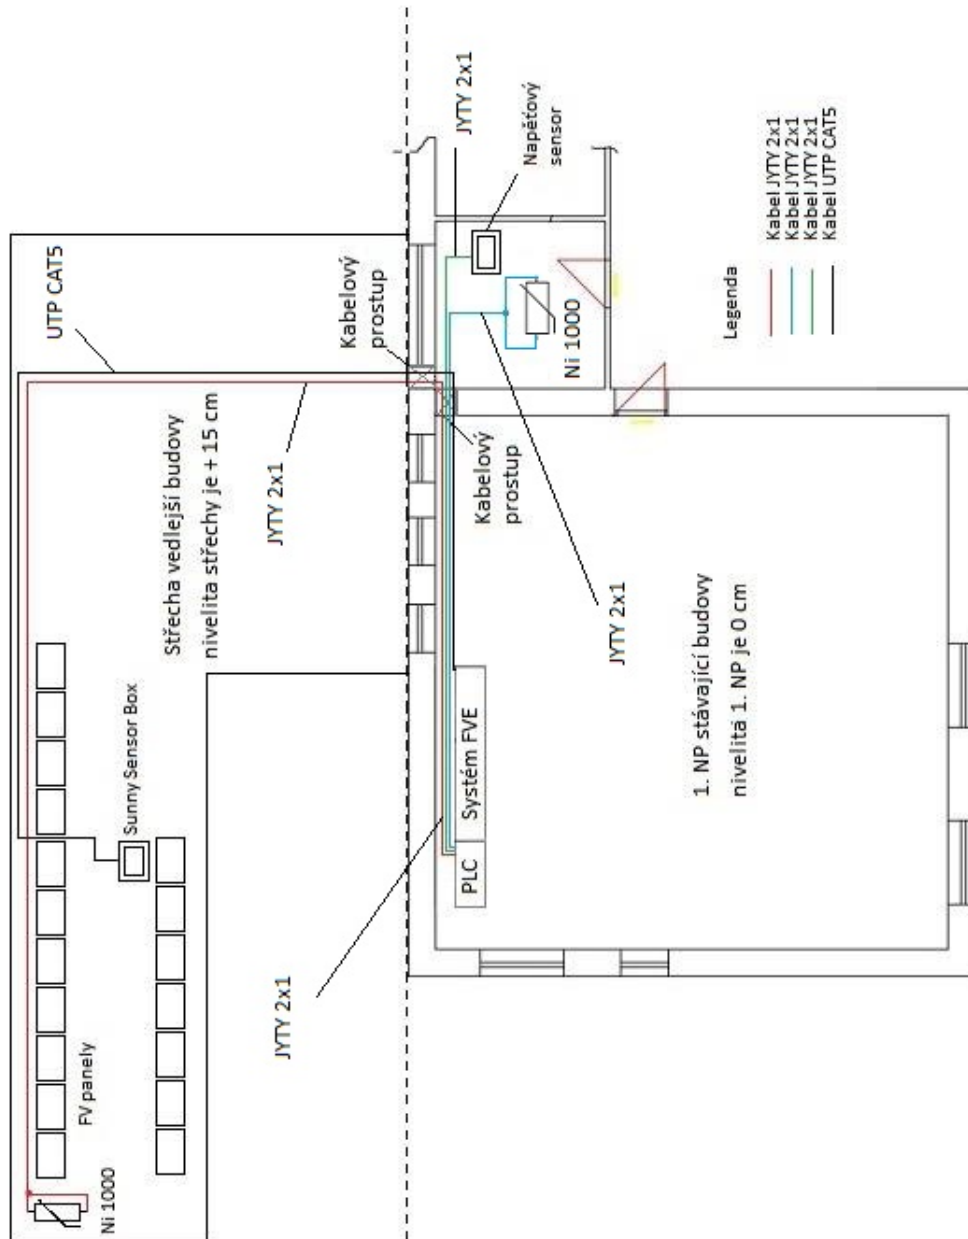 UTP CAT5
JYTY 2x1
Kabelový
prostup
Napěťový
sensor
JYTY 2x1
Střecha vedlejší budovy
nivelita střechy je + 15 cm
Sunny Sensor Box
FV panely
Ni 1000
Ni 1000
Kabelový
prostup
JYTY 2x1
JYTY 2x1
PLC
Systém FVE
1. NP stávající budovy
nivelitá 1. NP je 0 cm
Legenda
Kabel JYTY 2x1
Kabel JYTY 2x1
Kabel JYTY 2x1
Kabel UTP CAT5